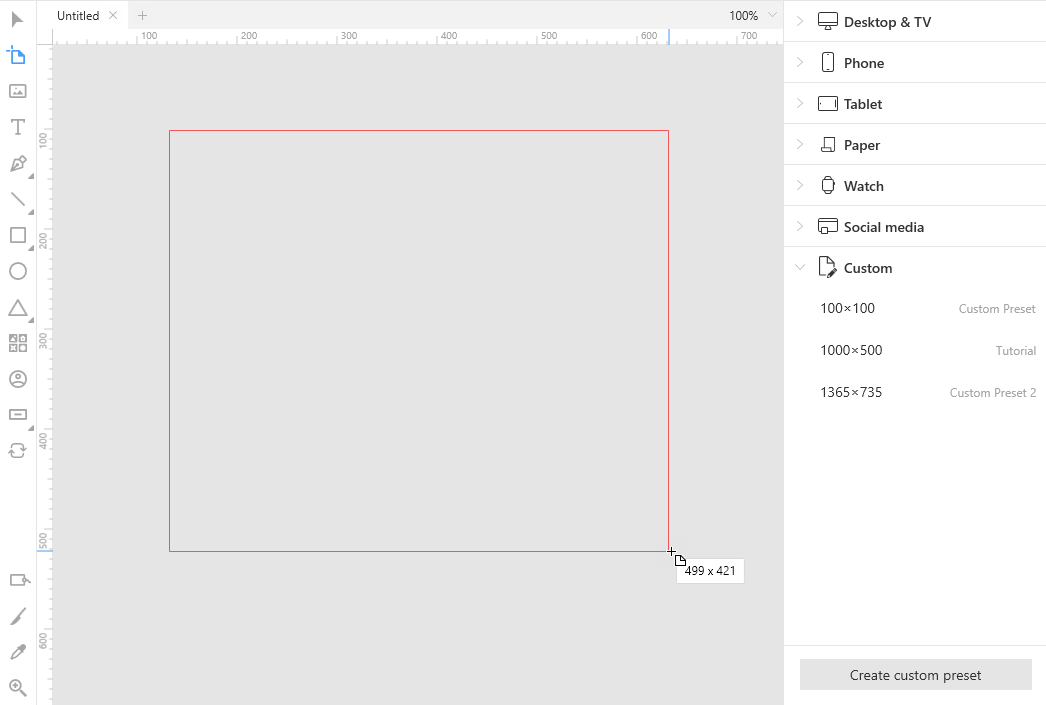 Untitled
100%
100 200 300 400 500 600 700
100
200
300
400
500
600
499 x 421
Desktop & TV
Phone
Tablet
Paper
Watch
Social media
Custom
100×100 Custom Preset
1000×500 Tutorial
1365×735 Custom Preset 2
Create custom preset